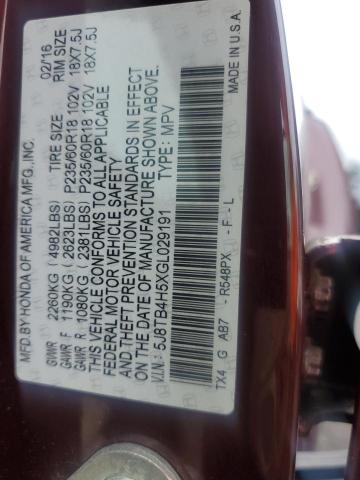 MFD.BY HONDA OF AMERICA MFG.,INC. 02/16
TIRE SIZE RIM SIZE
GVWR 2260KG (4982LBS)
GAWR F 1190KG (2623LBS) P235/60R18 102V 18X7.5J
GAWR R 1080KG (2381LBS) P235/60R18 102V 18X7.5J
THIS VEHICLE CONFORMS TO ALL APPLICABLE
FEDERAL MOTOR VEHICLE SAFETY
AND THEFT PREVENTION STANDARDS IN EFFECT
ON THE DATE OF MANUFACTURE SHOWN ABOVE.
V.I.N.: 5J8TB4H5XGL029191 TYPE: MPV
TX4 G AB7 - R548PX - F - L
MADE IN U.S.A.